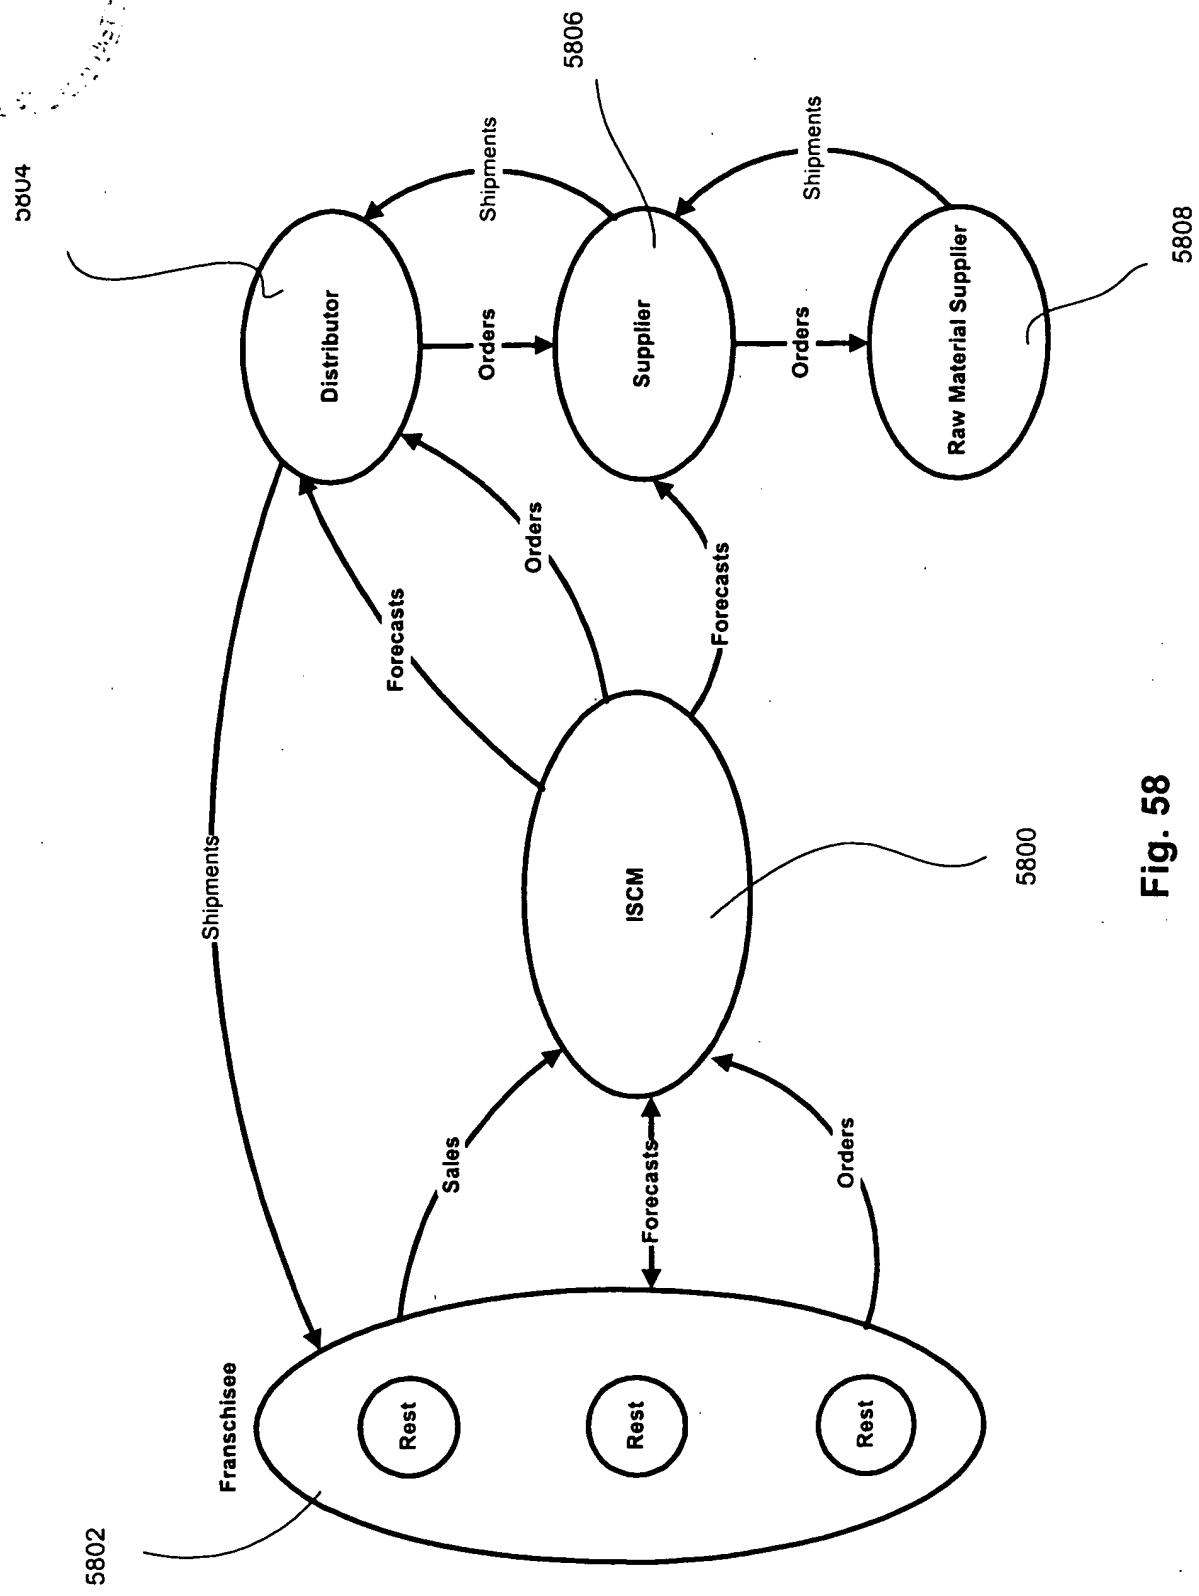 5804
5802
Shipments
Franschisee
Distributor
Forecasts
Rest
Sales
Orders
Shipments
Orders
5806
Rest
ISCM
Supplier
Forecasts
Forecasts
Orders
Shipments
Orders
Rest
Raw Material Supplier
5800
Fig. 58
5808